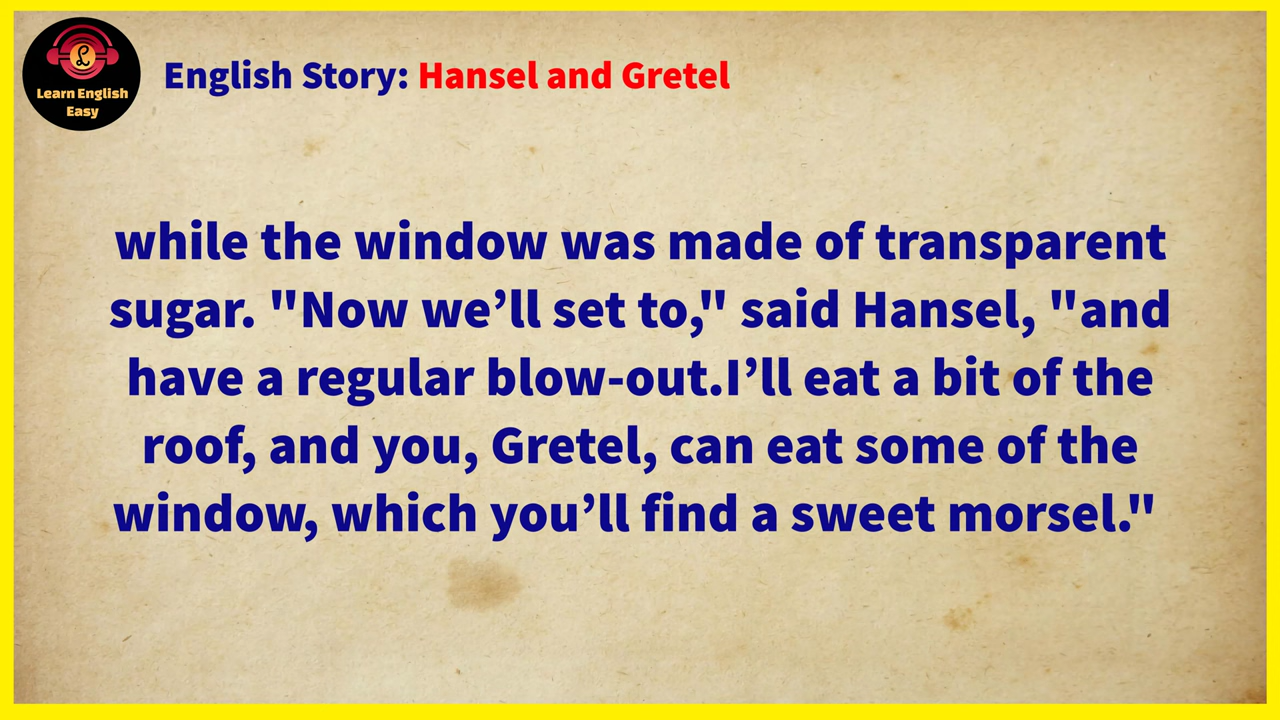 Learn English
Easy
English Story: Hansel and Gretel
while the window was made of transparent
sugar. "Now we’ll set to," said Hansel, "and
have a regular blow-out.I’ll eat a bit of the
roof, and you, Gretel, can eat some of the
window, which you’ll find a sweet morsel."